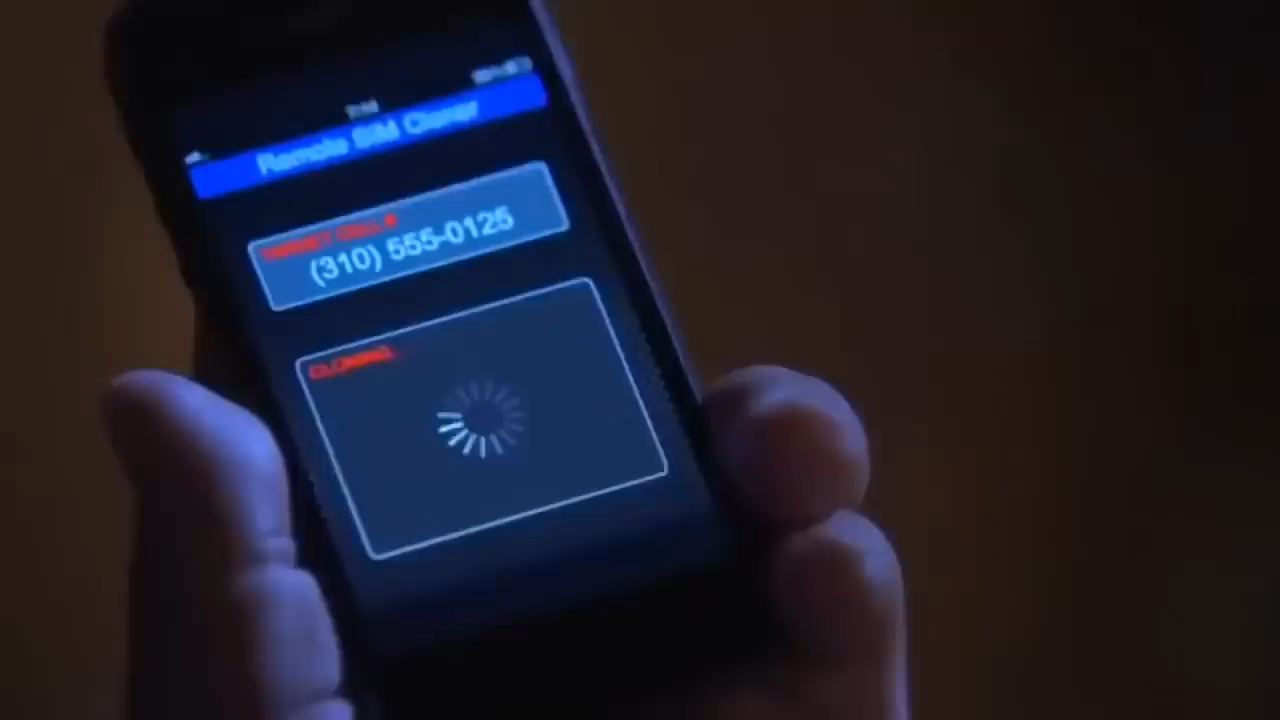 Remote SIM Cloner
TARGET CELL #
(310) 555-0125
CLONING...